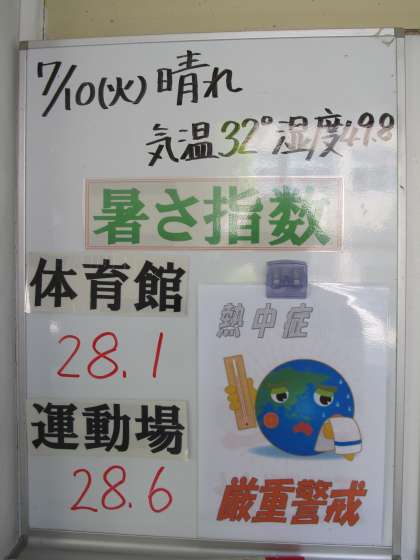 7/10(火) 晴れ
気温32°湿度49.8
暑さ指数
体育館
28.1
運動場
28.6
熱中症
厳重警戒